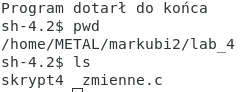 Program dotarł do końca
sh-4.2$ pwd
/home/METAL/markubi2/lab_4
sh-4.2$ ls
skrypt4  zmienne.c